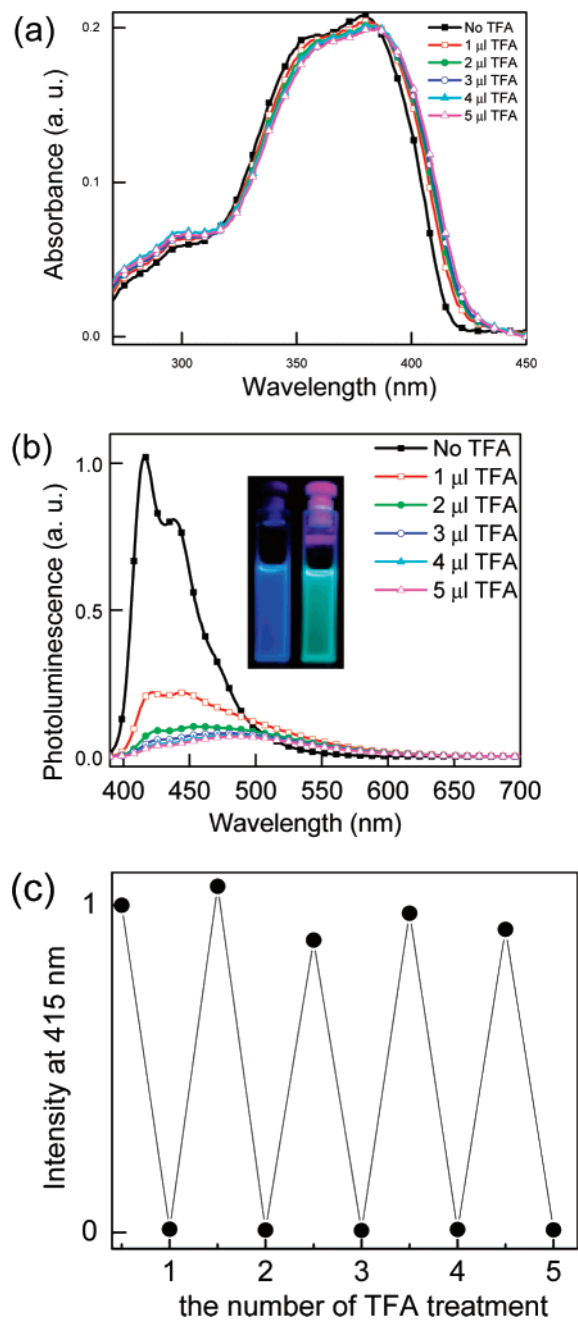 (a)
0.2
0.1
0.0
Absorbance (a. u.)
No TFA
1 μl TFA
2 μl TFA
3 μl TFA
4 μl TFA
5 μl TFA
300 350 400 450
Wavelength (nm)
(b)
1.0
0.5
0.0
Photoluminescence (a. u.)
No TFA
1 μl TFA
2 μl TFA
3 μl TFA
4 μl TFA
5 μl TFA
400 450 500 550 600 650 700
Wavelength (nm)
(c)
1
0
Intensity at 415 nm
1 2 3 4 5
the number of TFA treatment